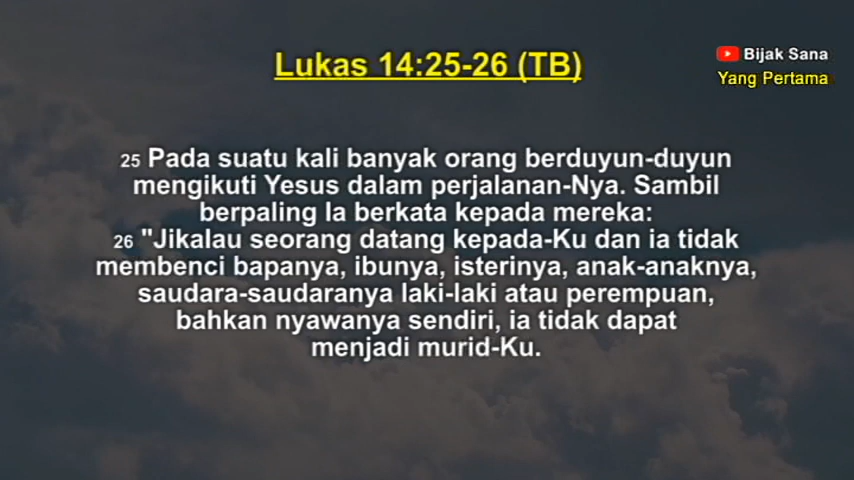 Lukas 14:25-26 (TB)
Bijak Sana
Yang Pertama
25 Pada suatu kali banyak orang berduyun-duyun
mengikuti Yesus dalam perjalanan-Nya. Sambil
berpaling Ia berkata kepada mereka:
26 "Jikalau seorang datang kepada-Ku dan ia tidak
membenci bapanya, ibunya, isterinya, anak-anaknya,
saudara-saudaranya laki-laki atau perempuan,
bahkan nyawanya sendiri, ia tidak dapat
menjadi murid-Ku.